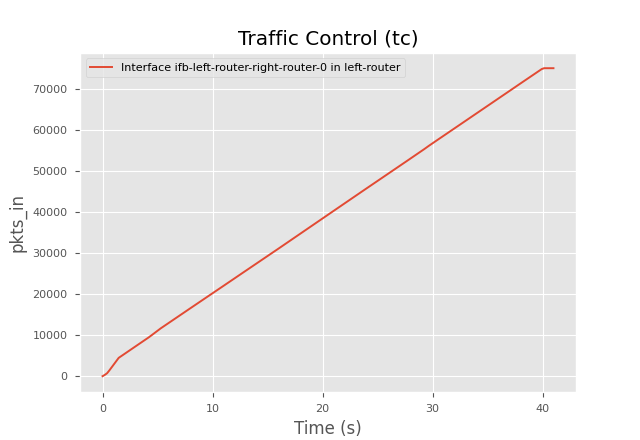 Traffic Control (tc)
Interface ifb-left-router-right-router-0 in left-router
70000
60000
50000
40000
30000
20000
10000
0
pkts_in
0 10 20 30 40
Time (s)